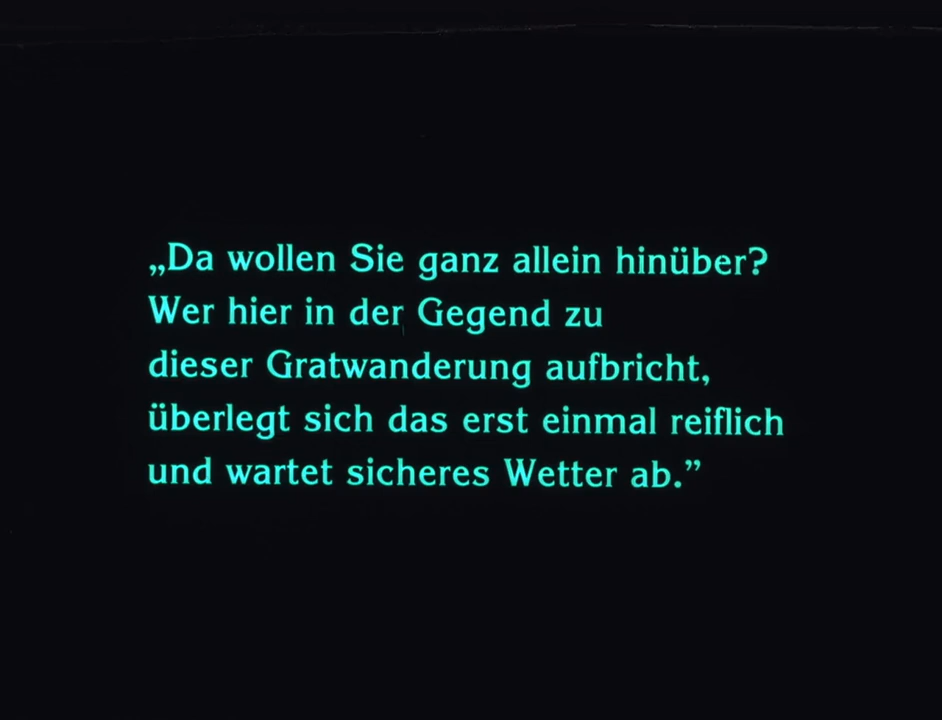 „Da wollen Sie ganz allein hinüber?
Wer hier in der Gegend zu
dieser Gratwanderung aufbricht,
überlegt sich das erst einmal reiflich
und wartet sicheres Wetter ab.”